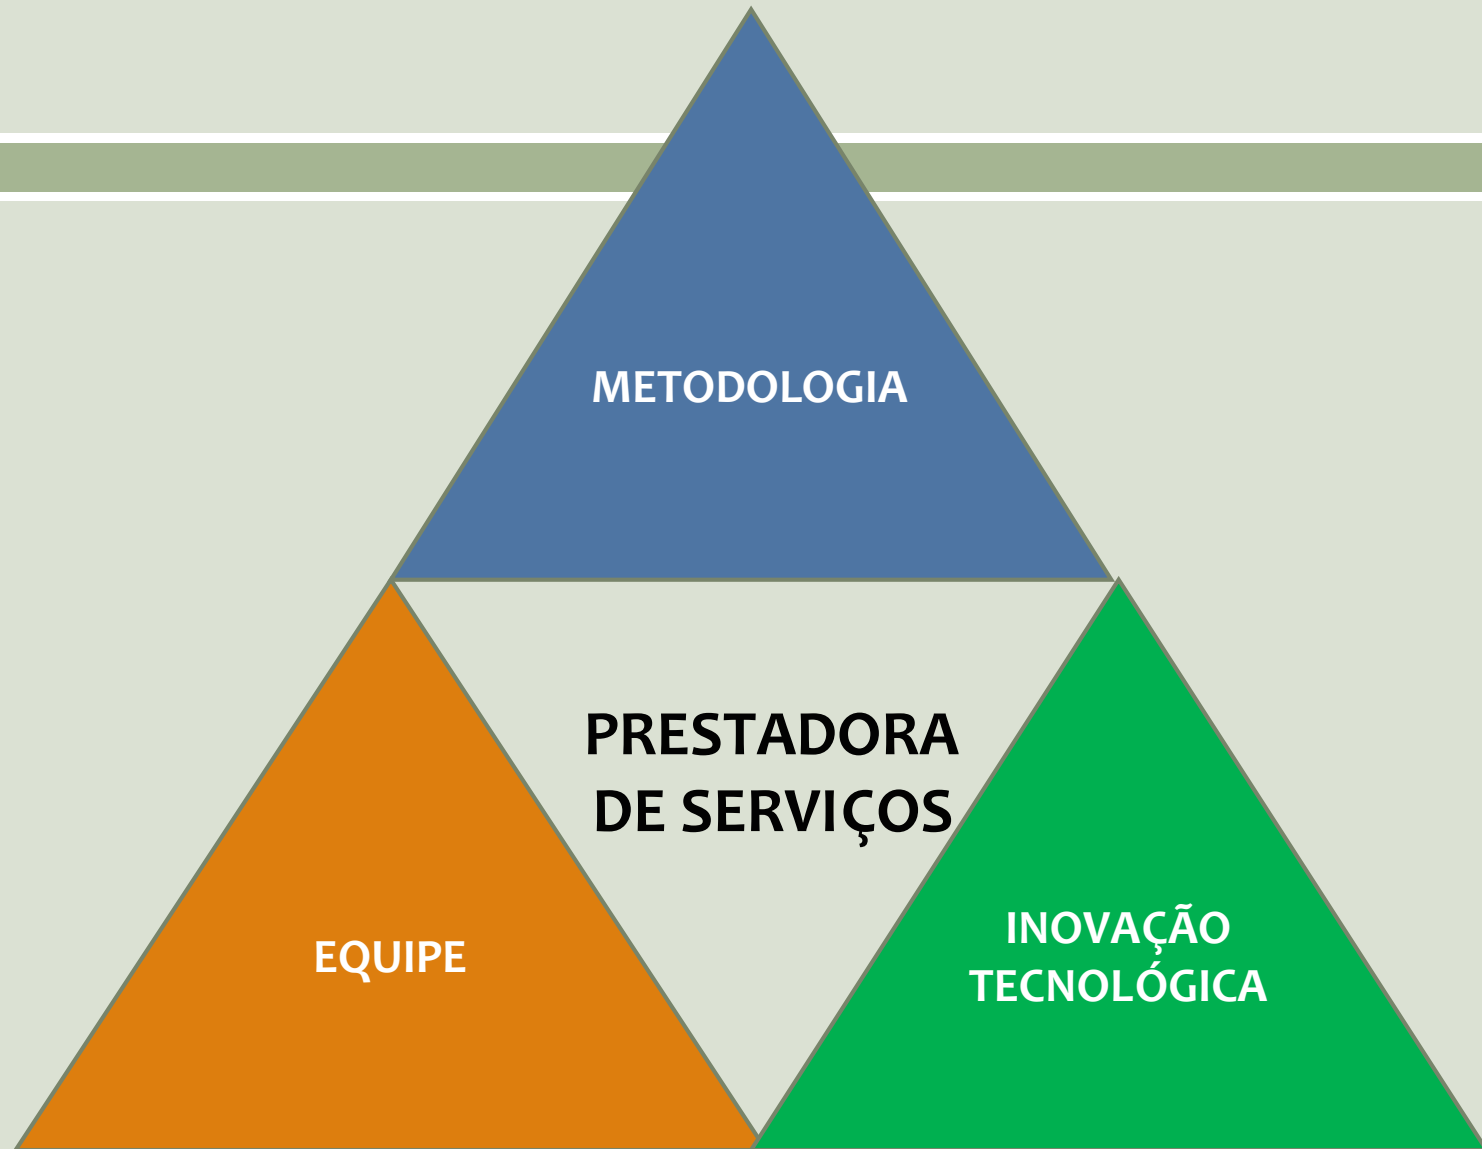 METODOLOGIA
PRESTADORA
DE SERVIÇOS
EQUIPE
INOVAÇÃO
TECNOLÓGICA